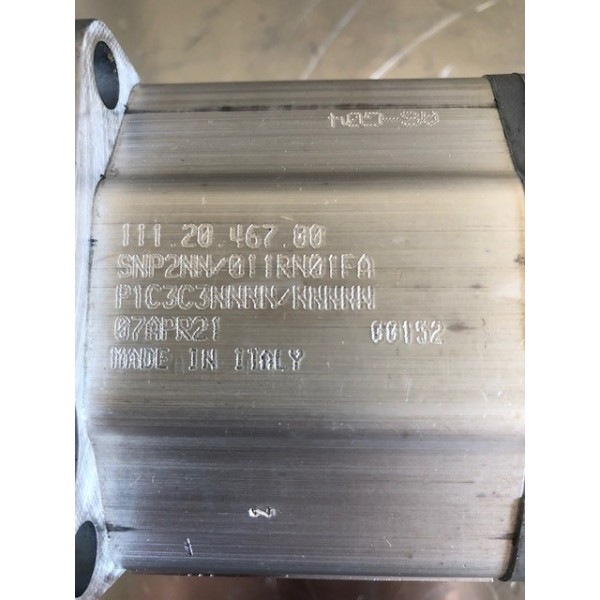 111.20.467.00
SNP2NN/011RN01FA
P1C3C3NNNN/NNNNN
07APR21 00152
MADE IN ITALY